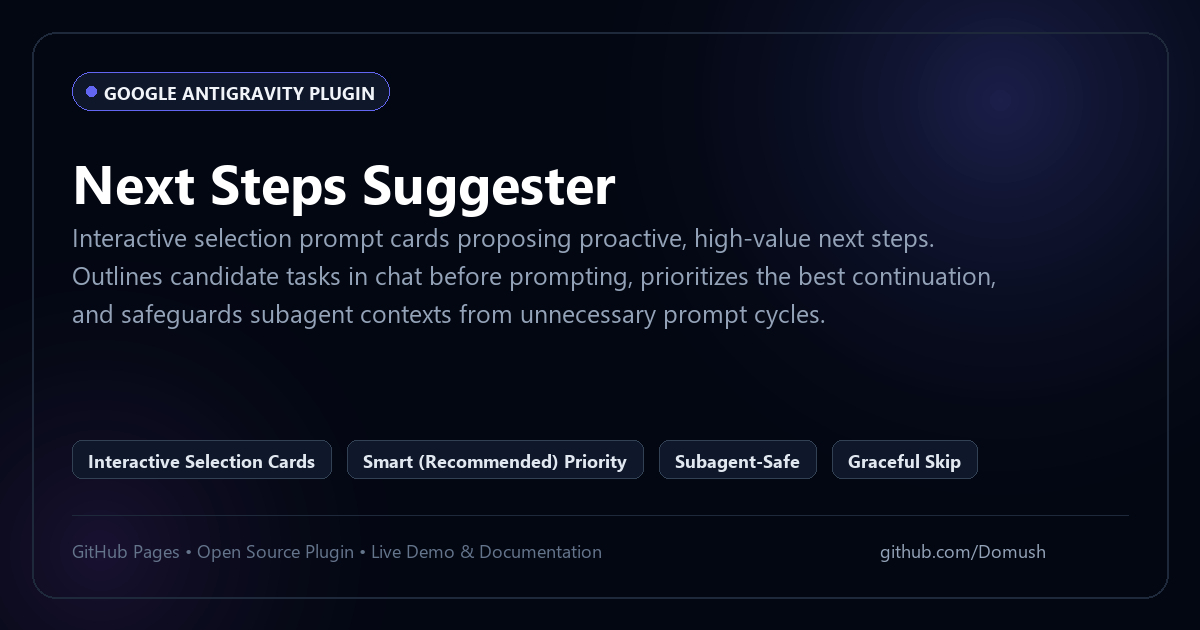 GOOGLE ANTIGRAVITY PLUGIN
Next Steps Suggester
Interactive selection prompt cards proposing proactive, high-value next steps.
Outlines candidate tasks in chat before prompting, prioritizes the best continuation,
and safeguards subagent contexts from unnecessary prompt cycles.
Interactive Selection Cards
Smart (Recommended) Priority
Subagent-Safe
Graceful Skip
GitHub Pages • Open Source Plugin • Live Demo & Documentation
github.com/Domush